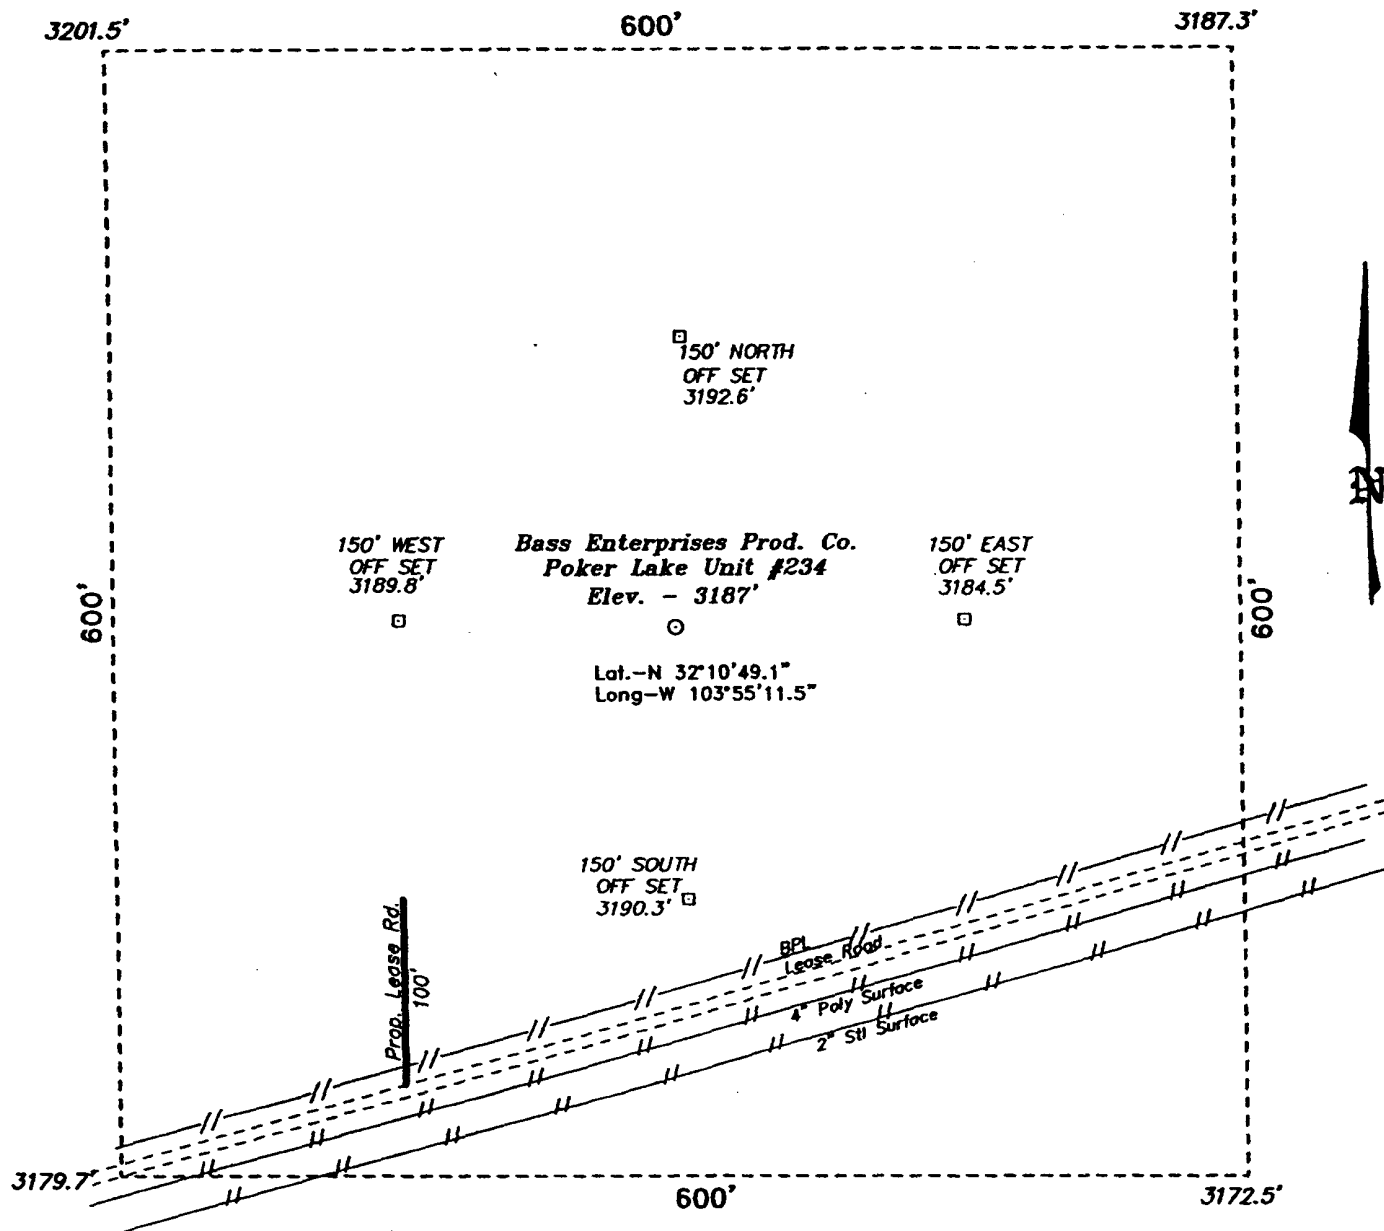 3201.5'
600'
3187.3'
150' NORTH
OFF SET
3192.6'
N
150' WEST
OFF SET
3189.8'
Bass Enterprises Prod. Co.
Poker Lake Unit #234
Elev. - 3187'
150' EAST
OFF SET
3184.5'
600'
600'
Lat.-N 32°10'49.1"
Long-W 103°55'11.5"
150' SOUTH
OFF SET
3190.3'
Prop. Lease Rd.
100'
BPL
Lease Road
4" Poly Surface
2" Stl Surface
3179.7'
600'
3172.5'